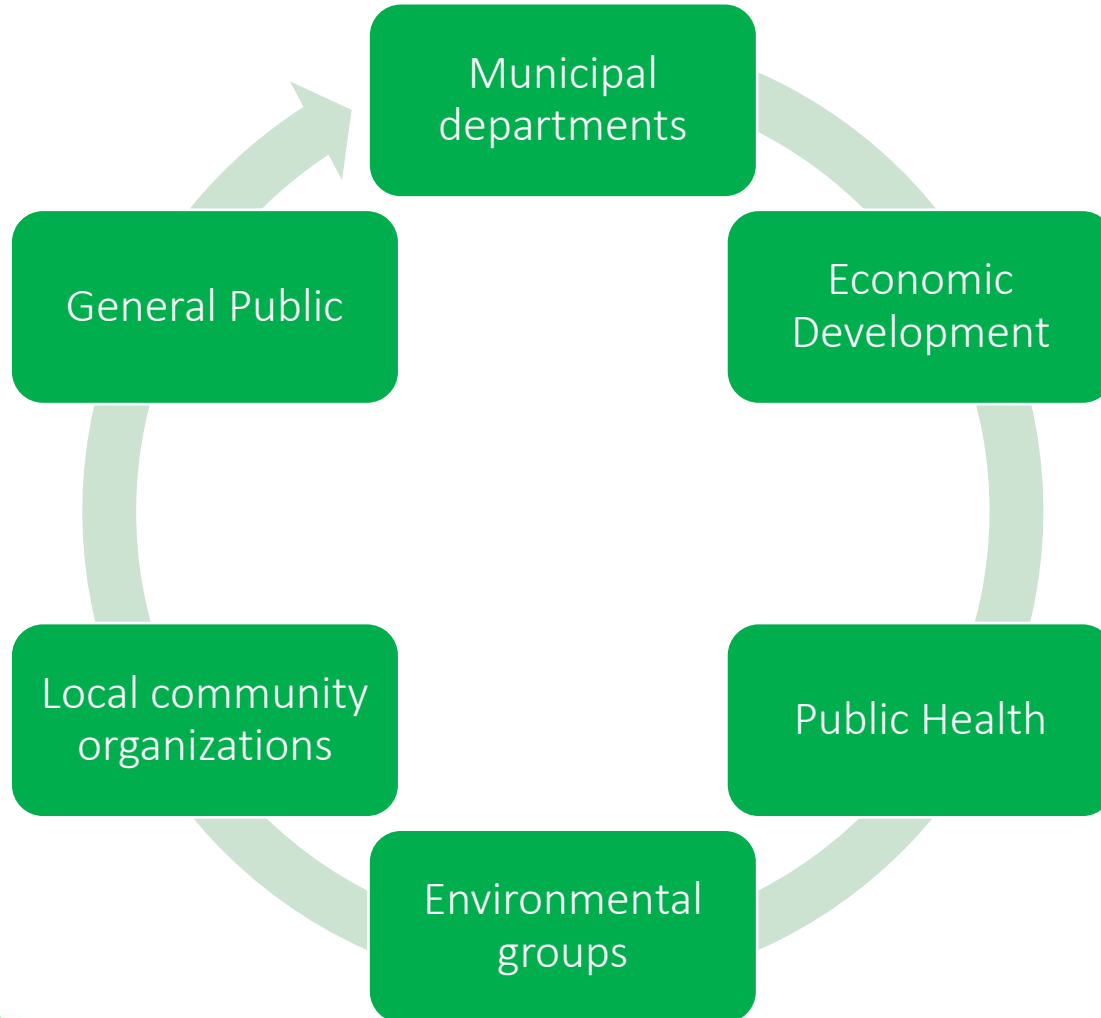 Municipal
departments
Economic
Development
Public Health
Environmental
groups
Local community
organizations
General Public